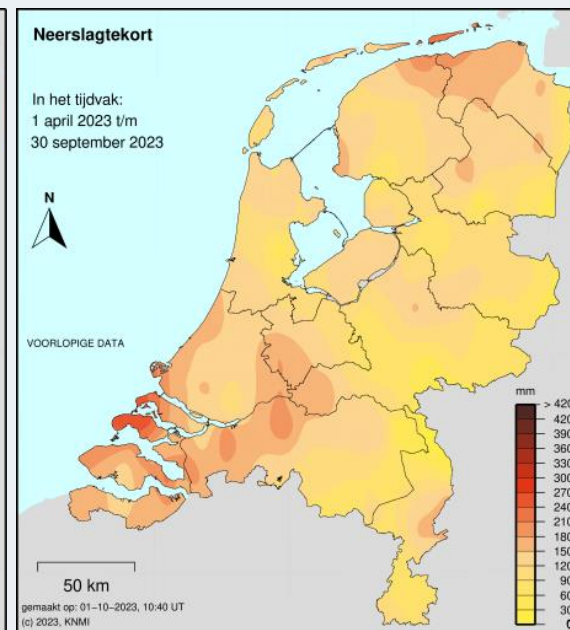 Neerslagtekort
In het tijdvak:
1 april 2023 t/m
30 september 2023
N
VOORLOPIGE DATA
mm
> 420
420
390
360
330
300
270
240
210
180
150
120
90
60
30
0
50 km
gemaakt op: 01-10-2023, 10:40 UT
(c) 2023, KNMI